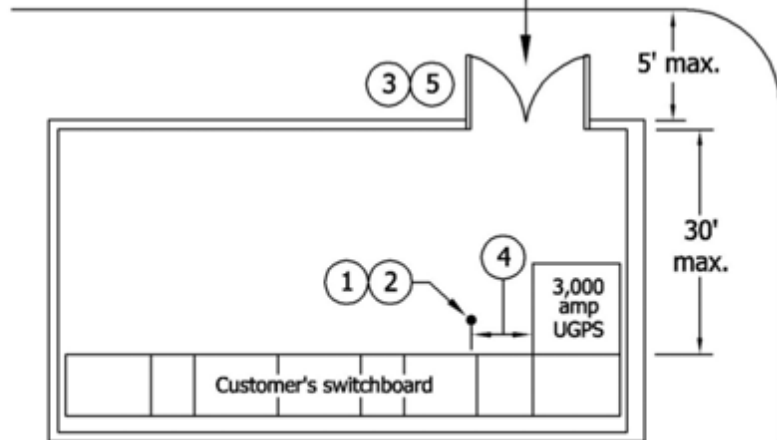 5' max.
3 5
30'
max.
4
1 2
3,000
amp
UGPS
Customer's switchboard